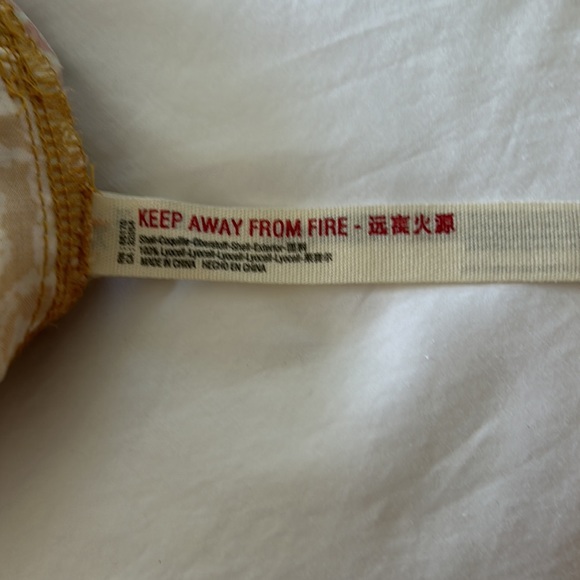 KEEP AWAY FROM FIRE - 远离火源
Shell-Coquille-Oberstoff-Shell-Exterior-面料
100% Lyocell-Lyocell-Lyocell-Lyocell-Lyocell-莱赛尔
MADE IN CHINA HECHO EN CHINA